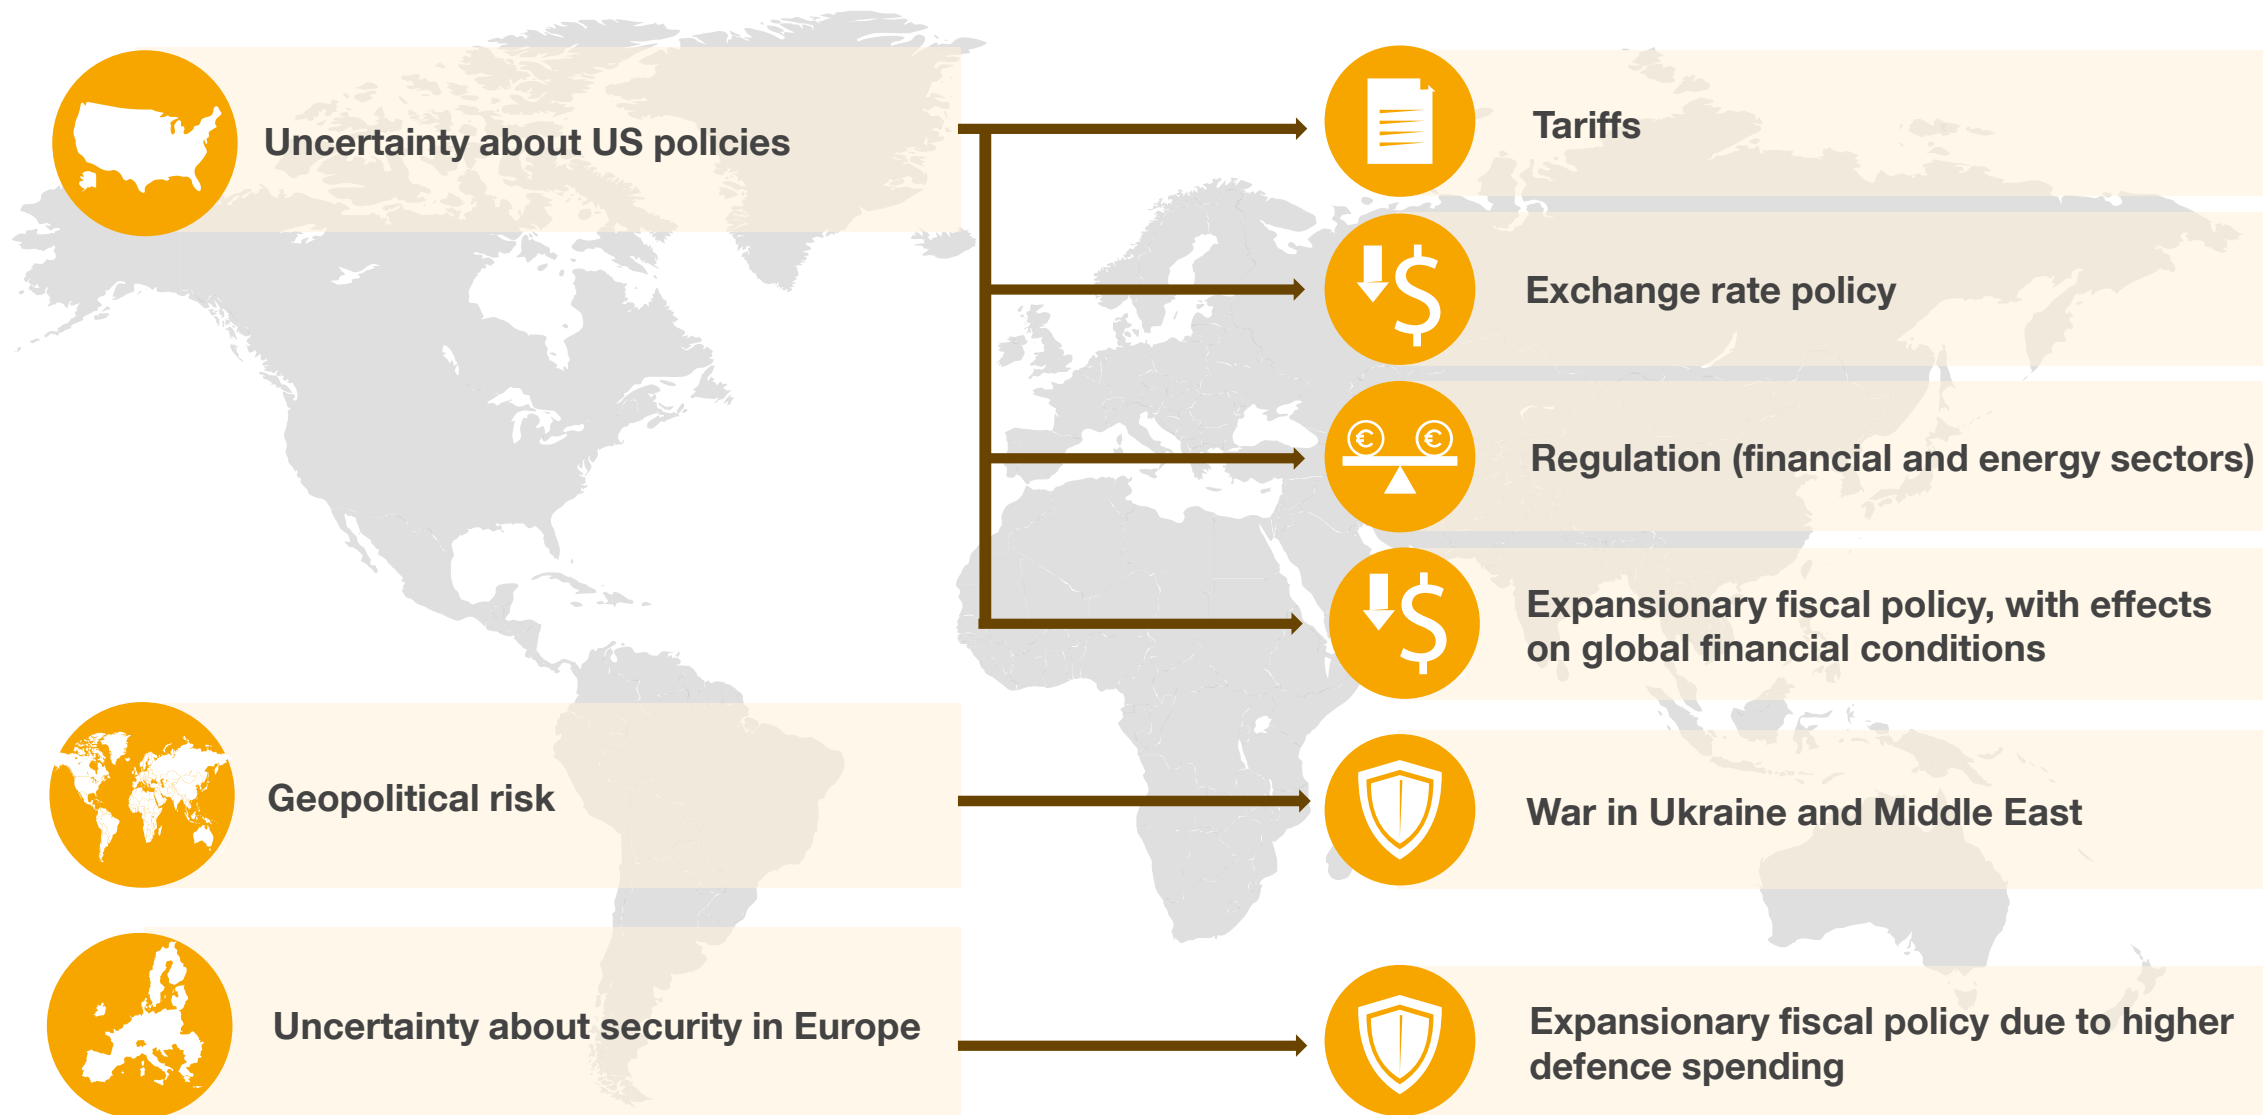 Uncertainty about US policies
Tariffs
Exchange rate policy
Regulation (financial and energy sectors)
Expansionary fiscal policy, with effects
on global financial conditions
Geopolitical risk
War in Ukraine and Middle East
Uncertainty about security in Europe
Expansionary fiscal policy due to higher
defence spending